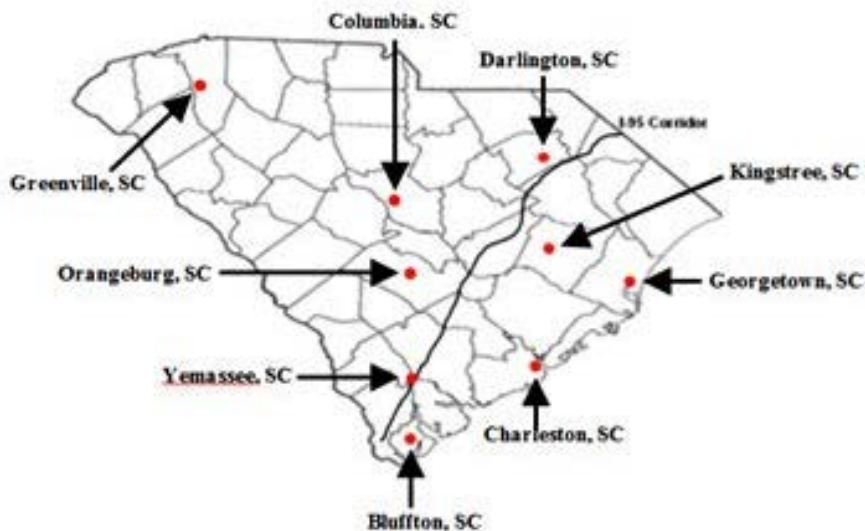 Columbia. SC
Darlington, SC
I-95 Corridor
Kingstree, SC
Greenville, SC
Orangeburg, SC
Georgetown, SC
Yemassee, SC
Charleston, SC
Bluffton, SC